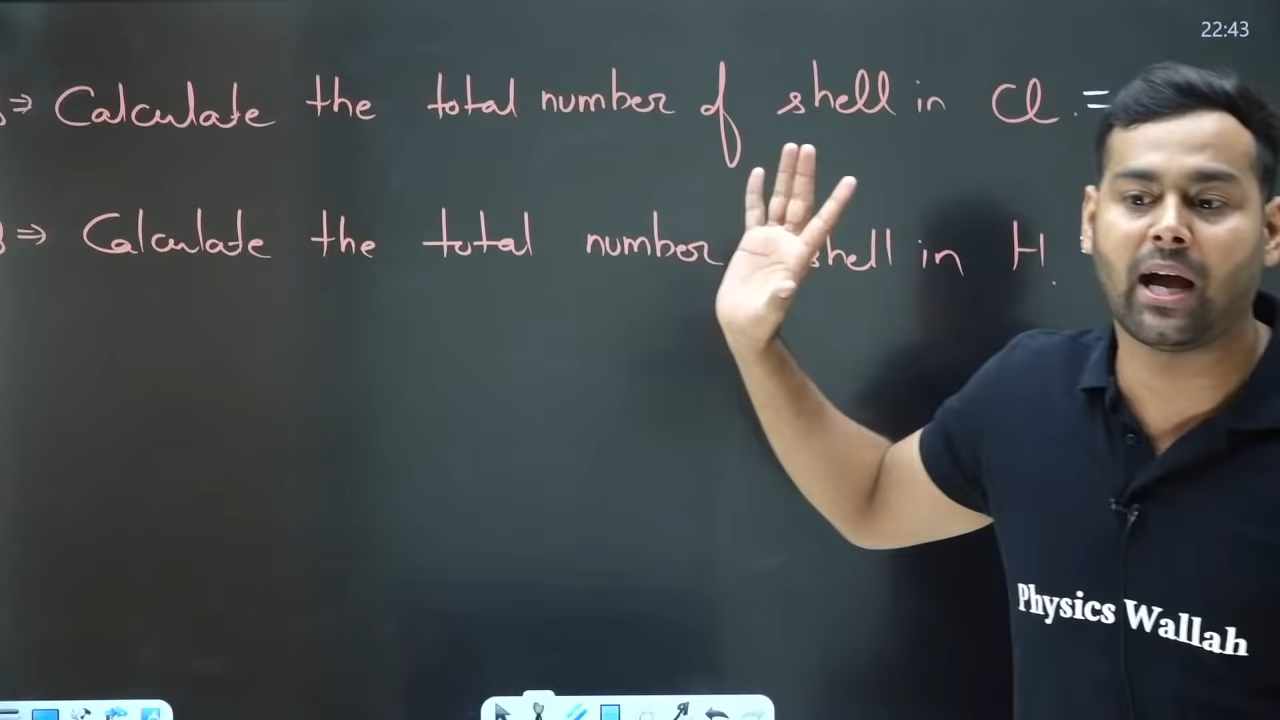 22:43
⇒ Calculate the total number of shell in Cl. =
⇒ Calculate the total number shell in H.
Physics Wallah